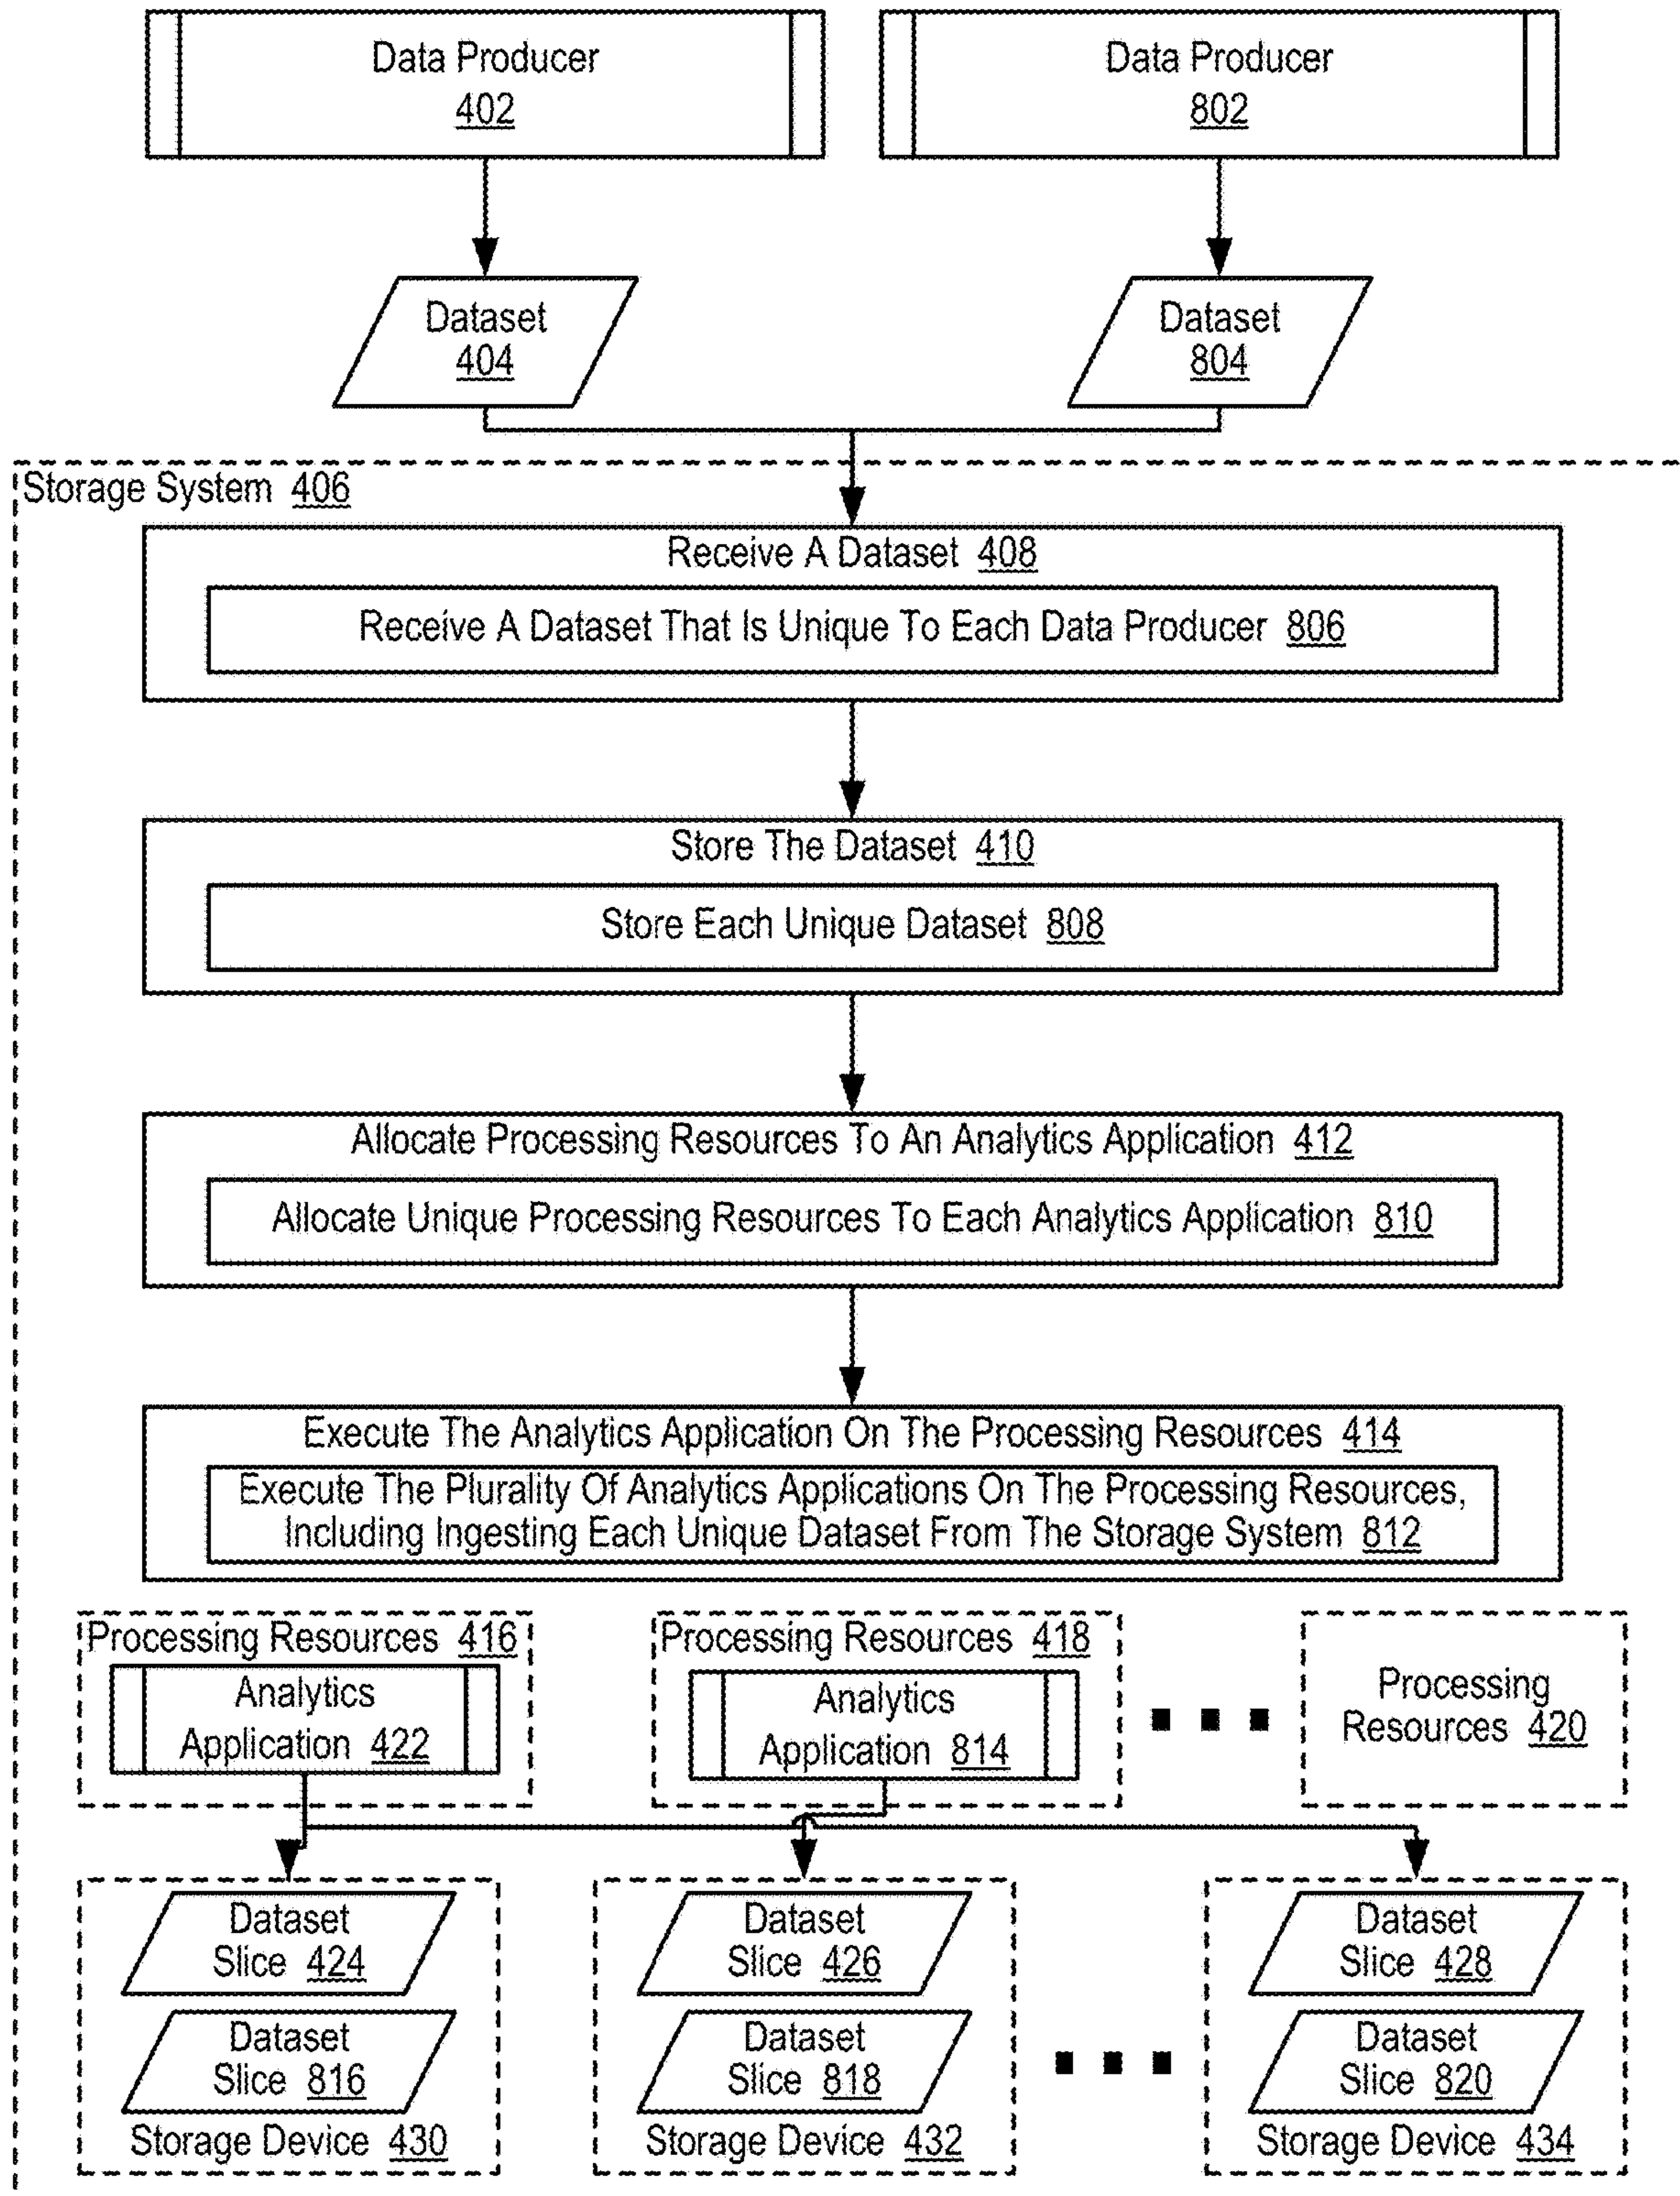 Data Producer
402
Data Producer
802
Dataset
404
Dataset
804
Storage System 406
Receive A Dataset 408
Receive A Dataset That Is Unique To Each Data Producer 806
Store The Dataset 410
Store Each Unique Dataset 808
Allocate Processing Resources To An Analytics Application 412
Allocate Unique Processing Resources To Each Analytics Application 810
Execute The Analytics Application On The Processing Resources 414
Execute The Plurality Of Analytics Applications On The Processing Resources,
Including Ingesting Each Unique Dataset From The Storage System 812
Processing Resources 416
Analytics
Application 422
Processing Resources 418
Analytics
Application 814
Processing
Resources 420
Dataset
Slice 424
Dataset
Slice 816
Storage Device 430
Dataset
Slice 426
Dataset
Slice 818
Storage Device 432
Dataset
Slice 428
Dataset
Slice 820
Storage Device 434